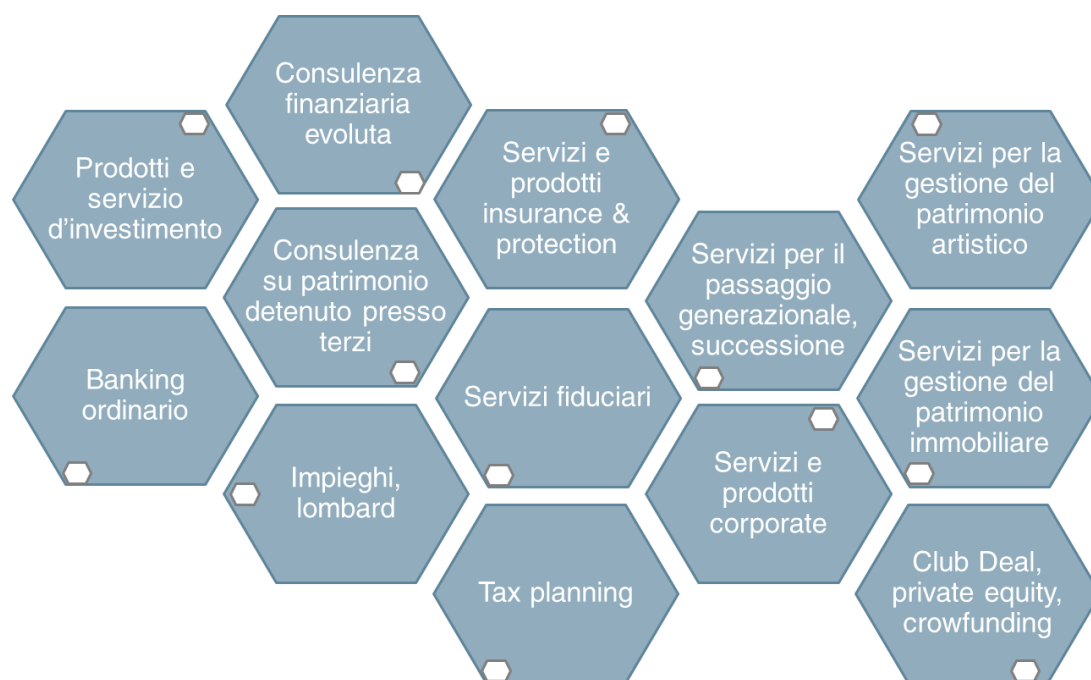 Consulenza
finanziaria
evoluta
Prodotti e
servizio
d'investimento
Servizi e
prodotti
insurance &
protection
Servizi per la
gestione del
patrimonio
artistico
Consulenza
su patrimonio
detenuto presso
terzi
Servizi per il
passaggio
generazionale,
successione
Banking
ordinario
Servizi fiduciari
Servizi per la
gestione del
patrimonio
immobiliare
Impieghi,
lombard
Servizi e
prodotti
corporate
Tax planning
Club Deal,
private equity,
crowfunding